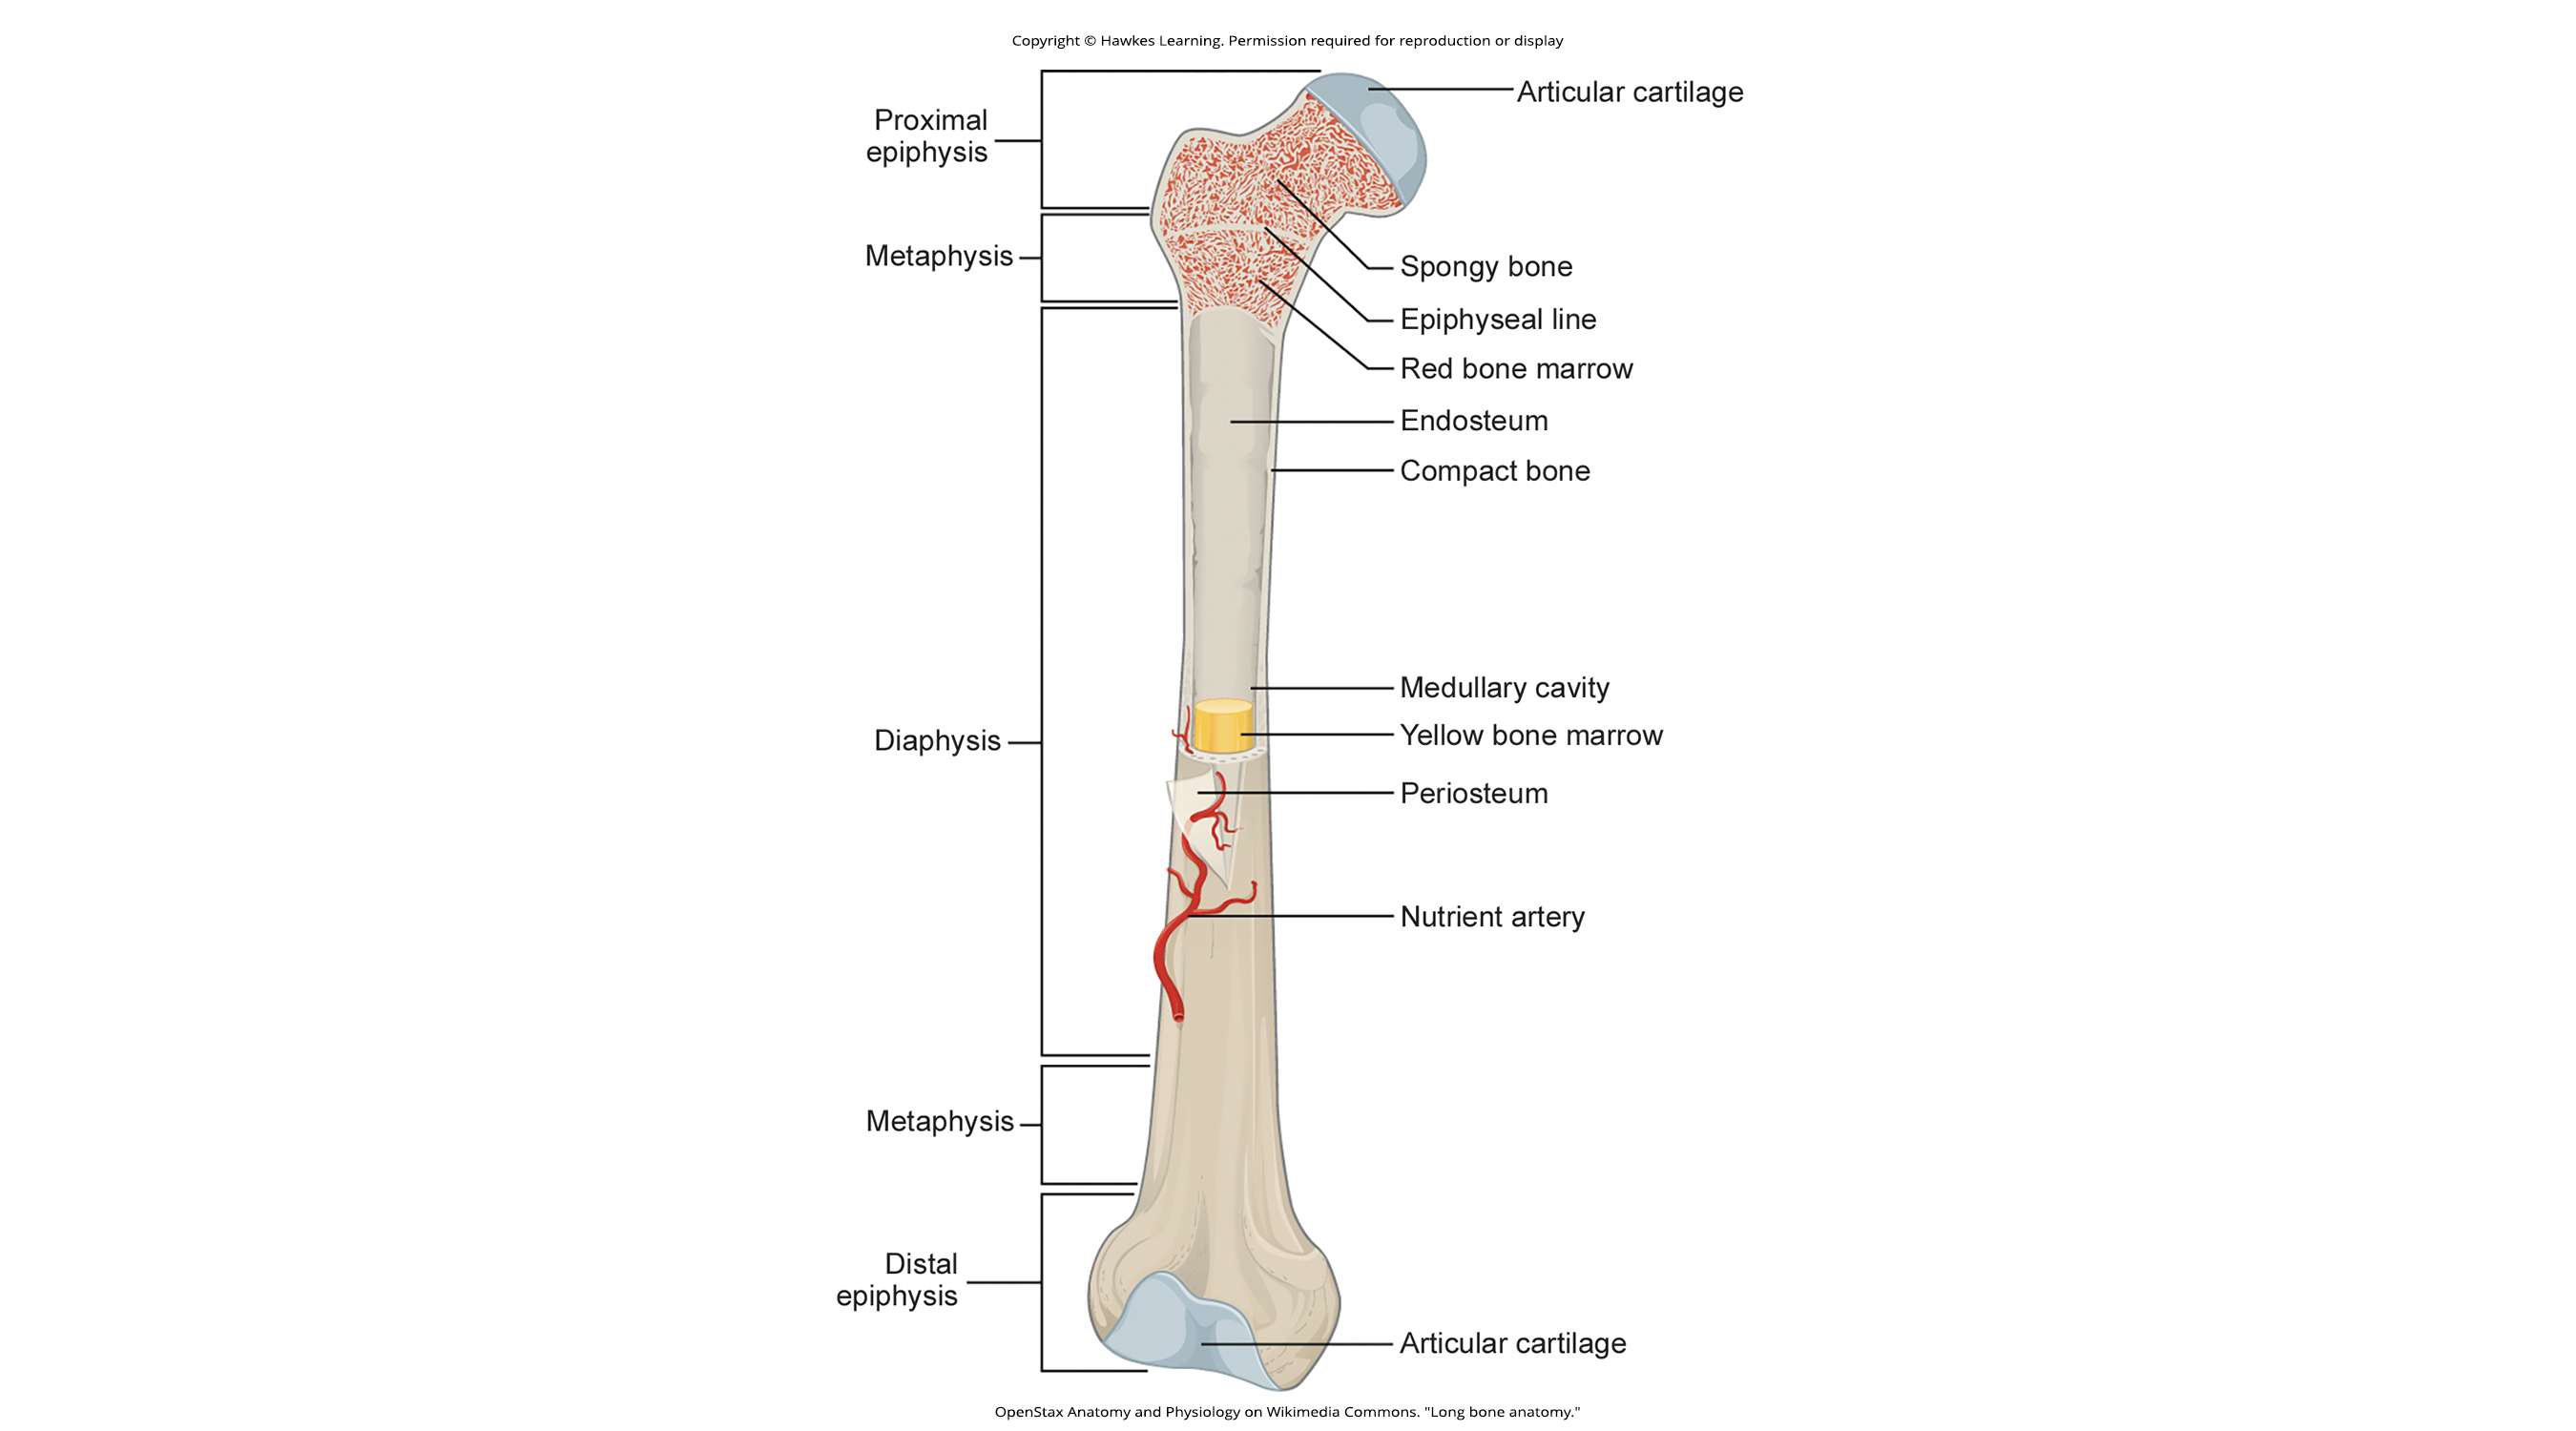 Copyright © Hawkes Learning. Permission required for reproduction or display
Articular cartilage
Proximal
epiphysis
Metaphysis
Spongy bone
Epiphyseal line
Red bone marrow
Endosteum
Compact bone
Medullary cavity
Yellow bone marrow
Diaphysis
Periosteum
Nutrient artery
Metaphysis
Distal
epiphysis
Articular cartilage
OpenStax Anatomy and Physiology on Wikimedia Commons. "Long bone anatomy."